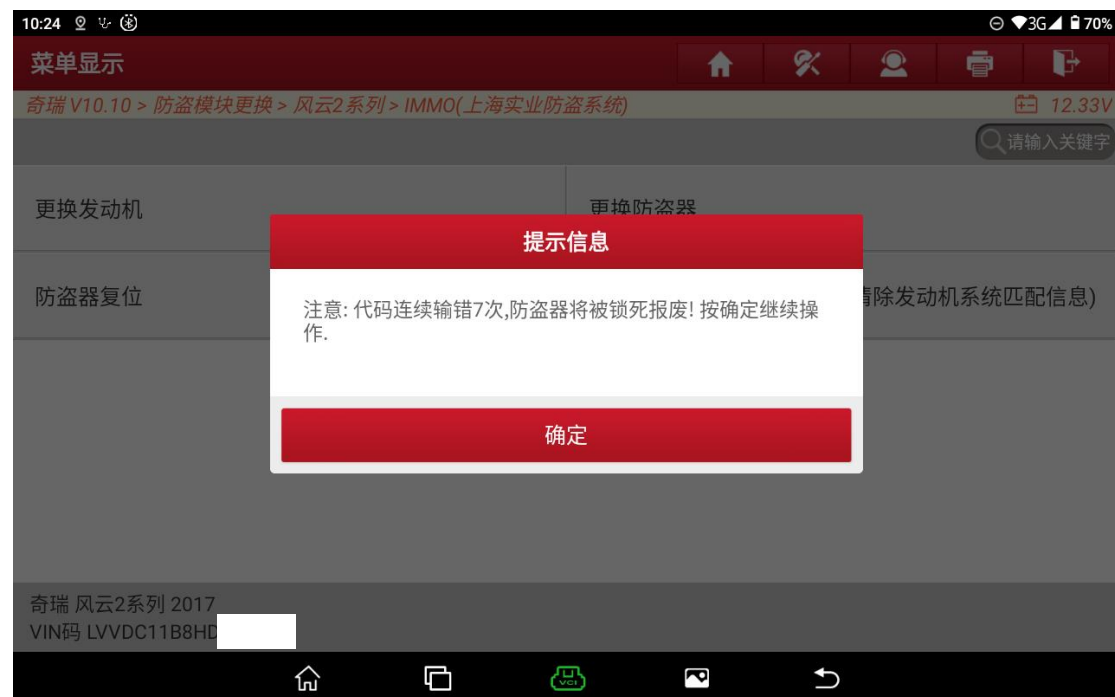 10:24 3G 70%
菜单显示
奇瑞 V10.10 > 防盗模块更换 > 风云2系列 > IMMO(上海实业防盗系统) 12.33V
请输入关键字
更换发动机 更换防盗器
提示信息
防盗器复位 清除发动机系统匹配信息)
注意: 代码连续输错7次,防盗器将被锁死报废! 按确定继续操
作.
确定
奇瑞 风云2系列 2017
VIN码 LVVDC11B8HD
VCI